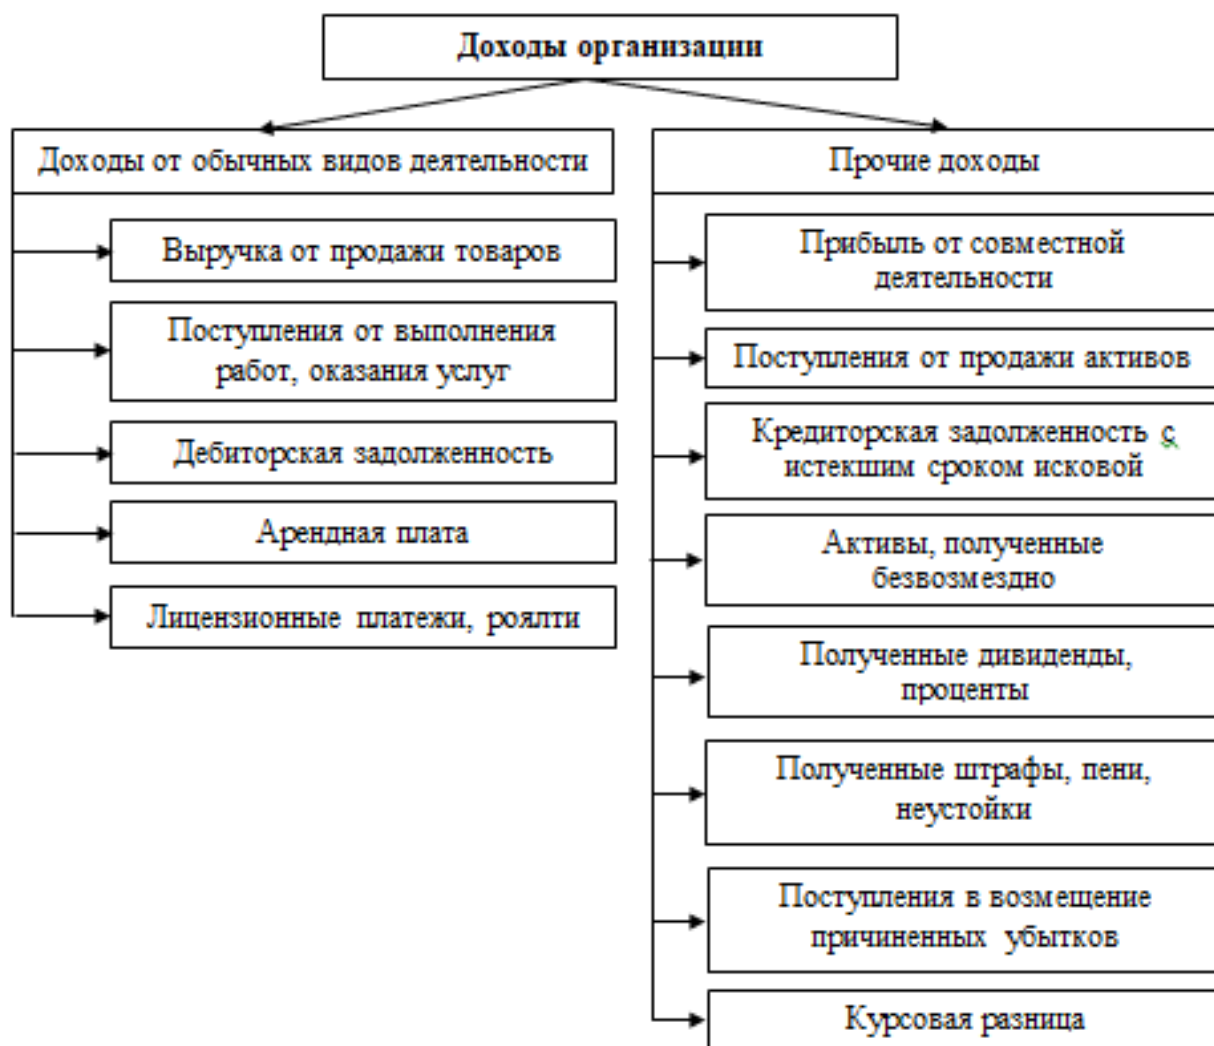 Доходы организации
Доходы от обычных видов деятельности
Выручка от продажи товаров
Поступления от выполнения
работ, оказания услуг
Дебиторская задолженность
Арендная плата
Лицензионные платежи, роялти
Прочие доходы
Прибыль от совместной
деятельности
Поступления от продажи активов
Кредиторская задолженность с
истекшим сроком исковой
Активы, полученные
безвозмездно
Полученные дивиденды,
проценты
Полученные штрафы, пени,
неустойки
Поступления в возмещение
причиненных убытков
Курсовая разница